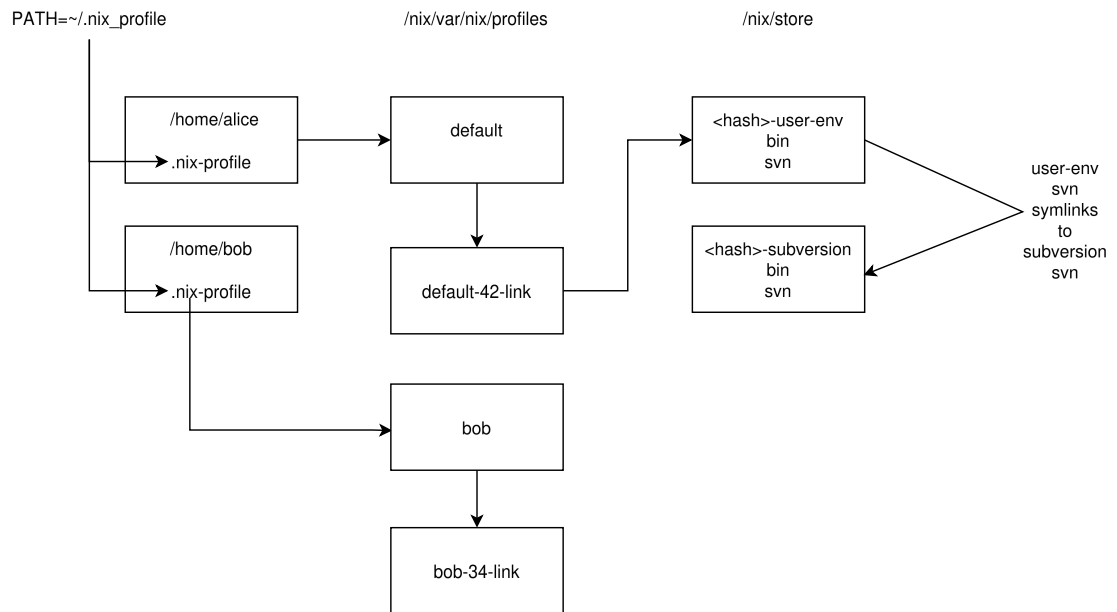 PATH=~/.nix_profile
/nix/var/nix/profiles
/nix/store
/home/alice
.nix-profile
default
<hash>-user-env
bin
svn
user-env
svn
symlinks
to
subversion
svn
/home/bob
.nix-profile
default-42-link
<hash>-subversion
bin
svn
bob
bob-34-link